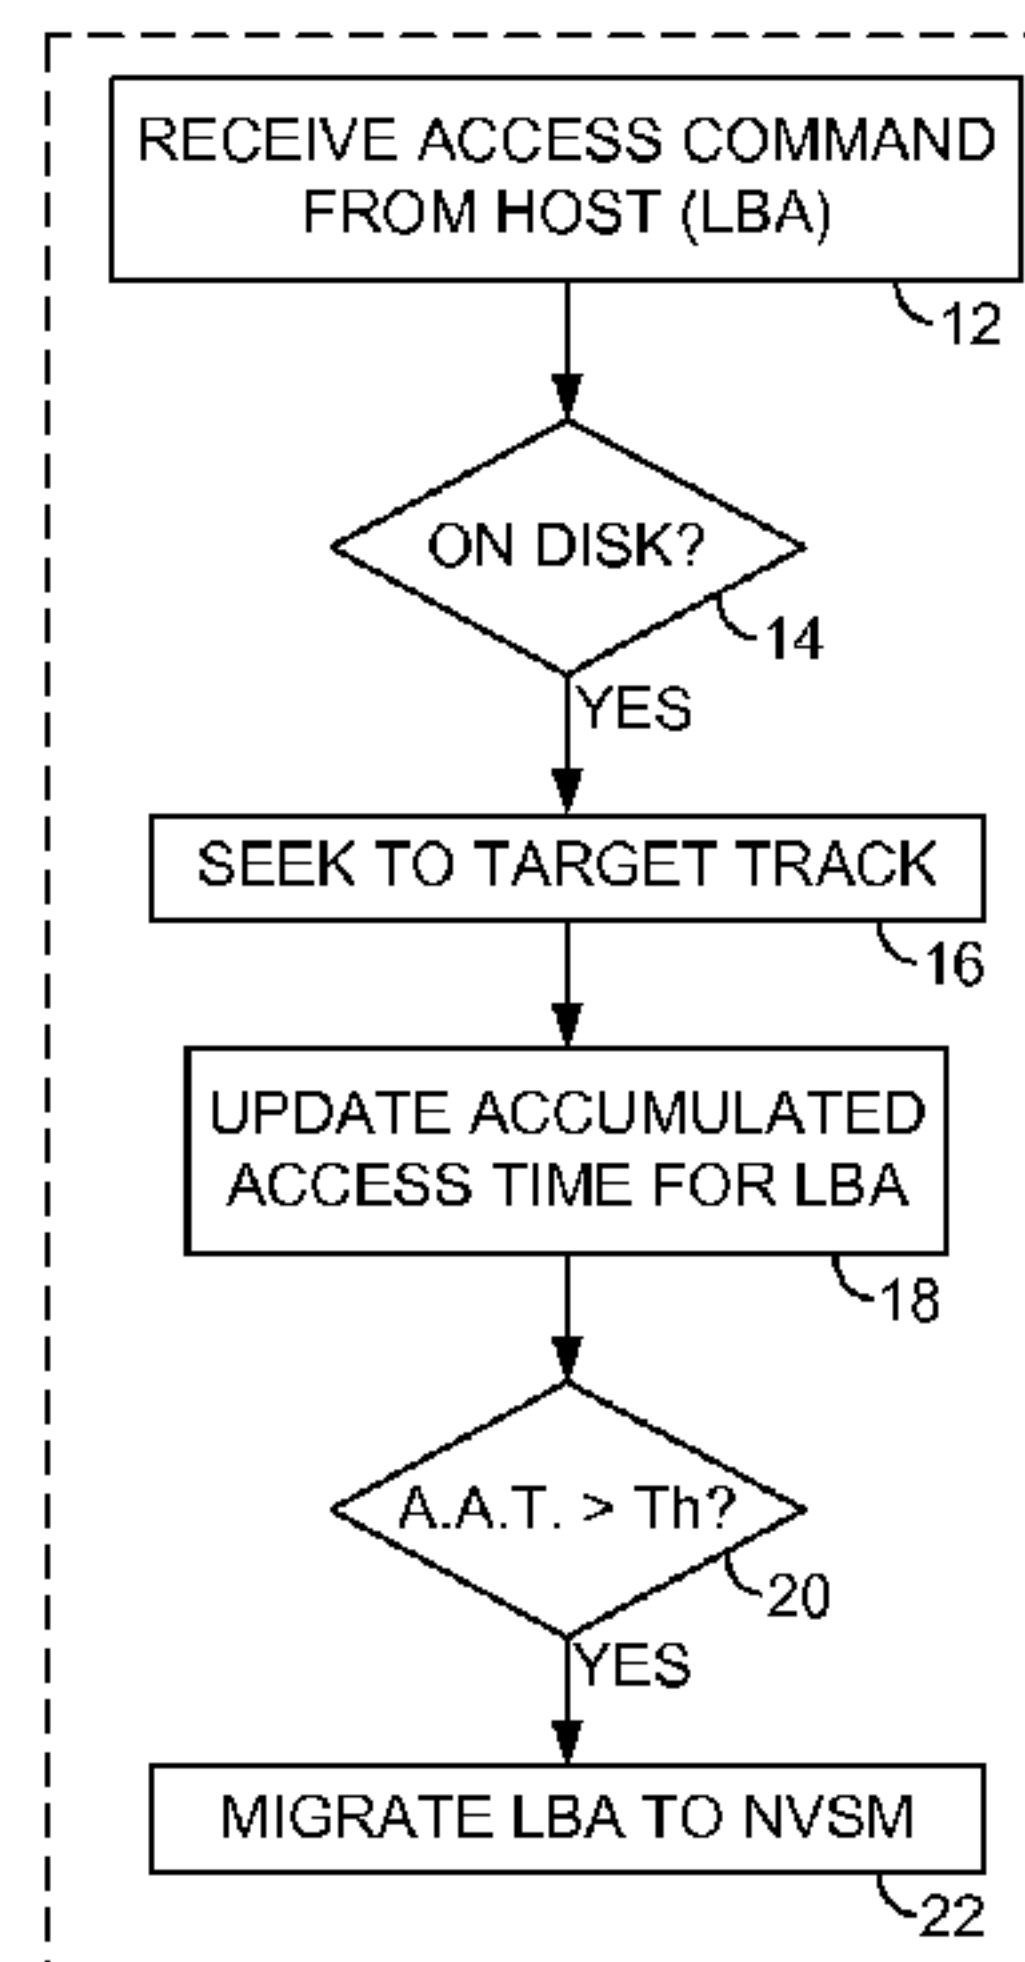 RECEIVE ACCESS COMMAND
FROM HOST (LBA)
12
ON DISK?
14
YES
SEEK TO TARGET TRACK
16
UPDATE ACCUMULATED
ACCESS TIME FOR LBA
18
A.A.T. > Th?
20
YES
MIGRATE LBA TO NVSM
22